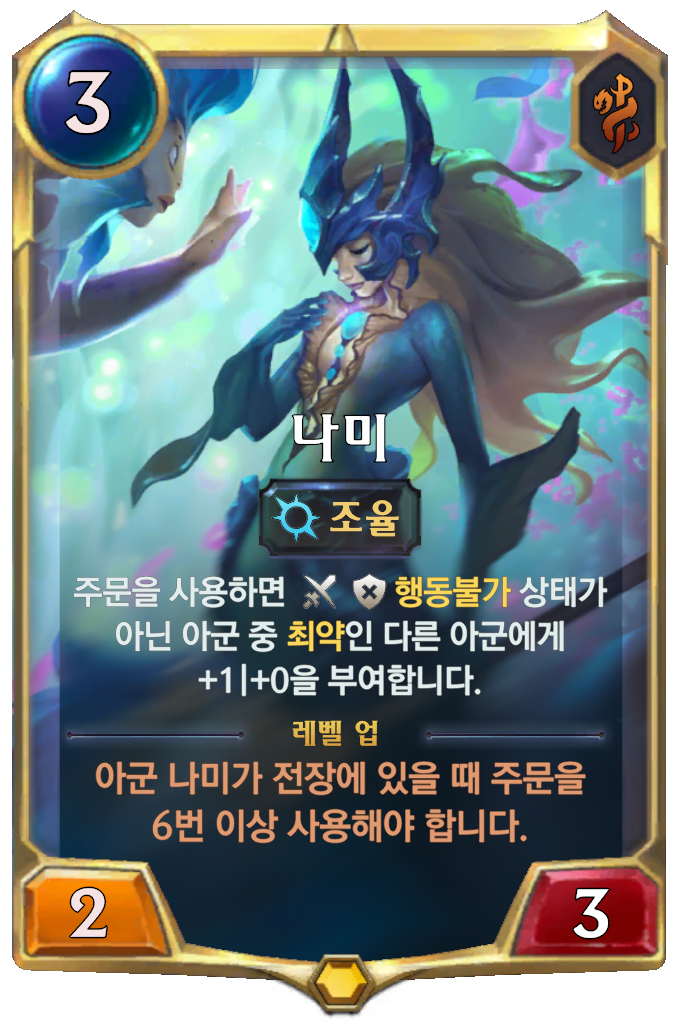 3
나미
조율
주문을 사용하면 행동불가 상태가
아닌 아군 중 최약인 다른 아군에게
+1|+0을 부여합니다.
레벨 업
아군 나미가 전장에 있을 때 주문을
6번 이상 사용해야 합니다.
2
3